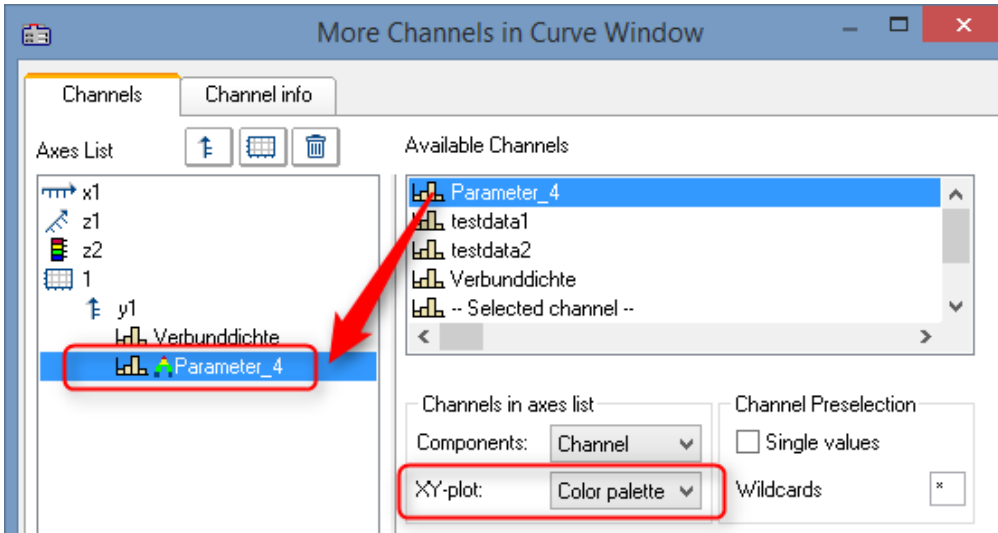 More Channels in Curve Window
Channels
Channel info
Axes List
x1
z1
z2
1
y1
Verbunddichte
Parameter_4
Available Channels
Parameter_4
testdata1
testdata2
Verbunddichte
-- Selected channel --
Channels in axes list
Components: Channel
XY-plot: Color palette
Channel Preselection
Single values
Wildcards *